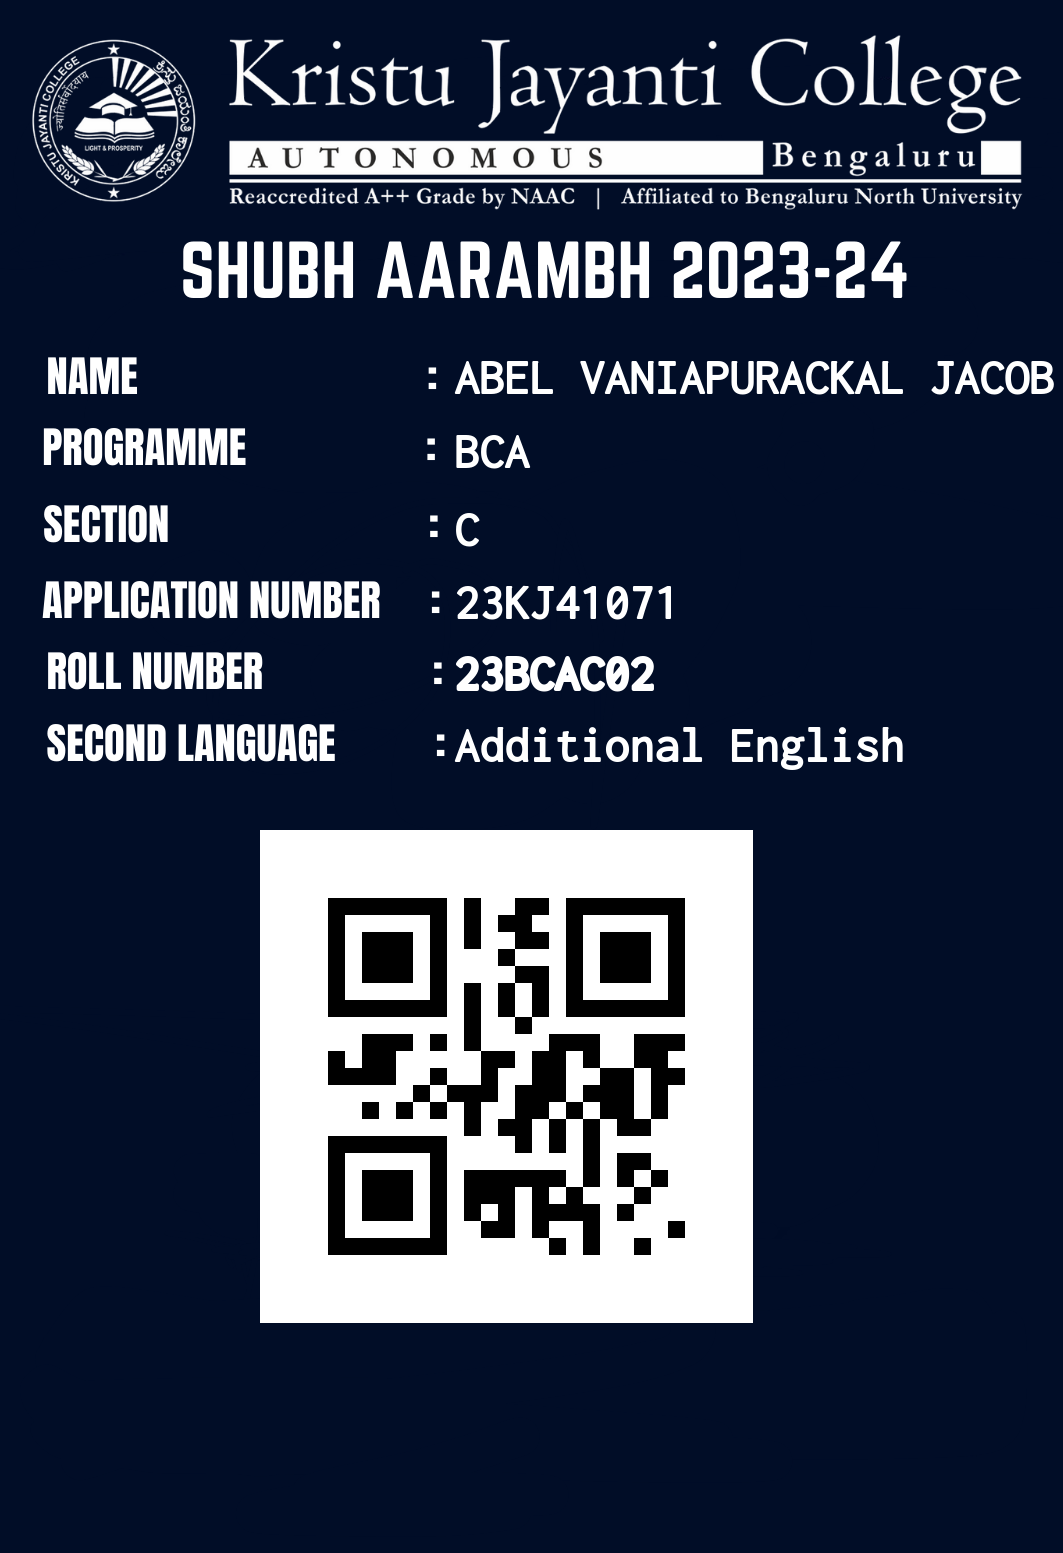 Kristu Jayanti College
AUTONOMOUS Bengaluru
Reaccredited A++ Grade by NAAC | Affiliated to Bengaluru North University
KRISTU JAYANTI COLLEGE
LIGHT & PROSPERITY
SHUBH AARAMBH 2023-24
NAME : ABEL VANIAPURACKAL JACOB
PROGRAMME : BCA
SECTION : C
APPLICATION NUMBER : 23KJ41071
ROLL NUMBER : 23BCAC02
SECOND LANGUAGE : Additional English